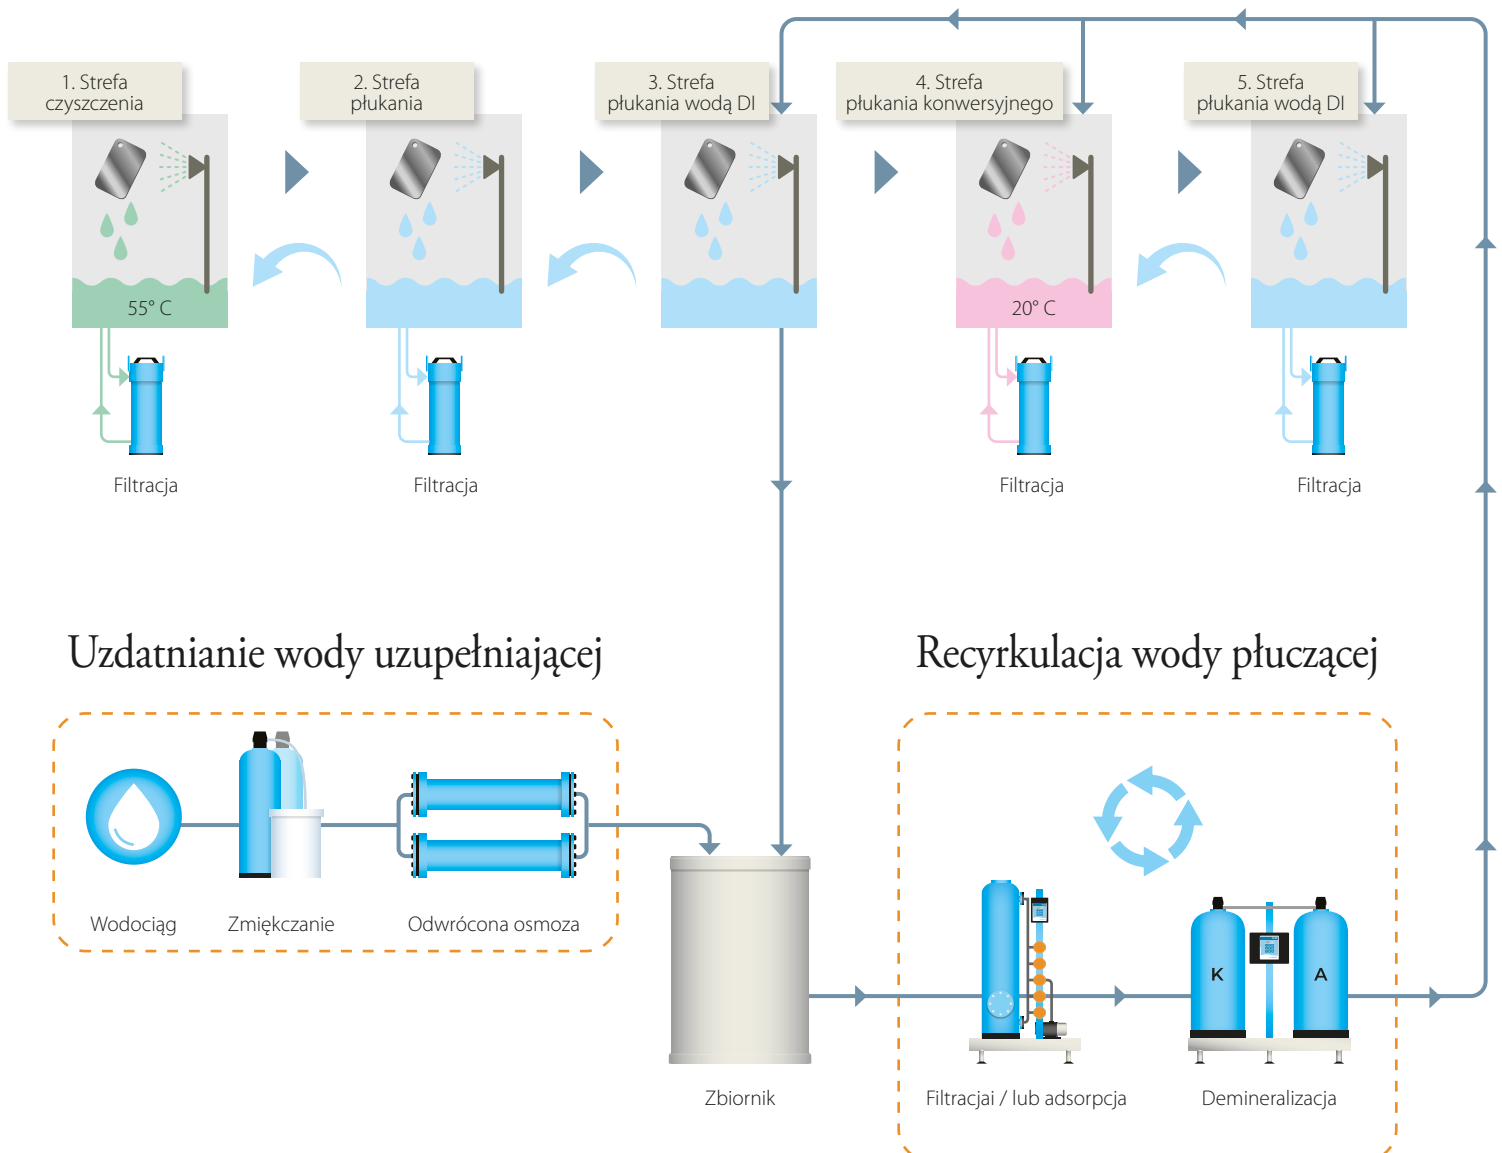 1. Strefa
czyszczenia
2. Strefa
płukania
3. Strefa
płukania wodą DI
4. Strefa
płukania konwersyjnego
5. Strefa
płukania wodą DI
55° C
20° C
Filtracja
Filtracja
Filtracja
Filtracja
Uzdatnianie wody uzupełniającej
Recyrkulacja wody płuczącej
Wodociąg
Zmiękczanie
Odwrócona osmoza
K
A
Zbiornik
Filtracjai / lub adsorpcja
Demineralizacja